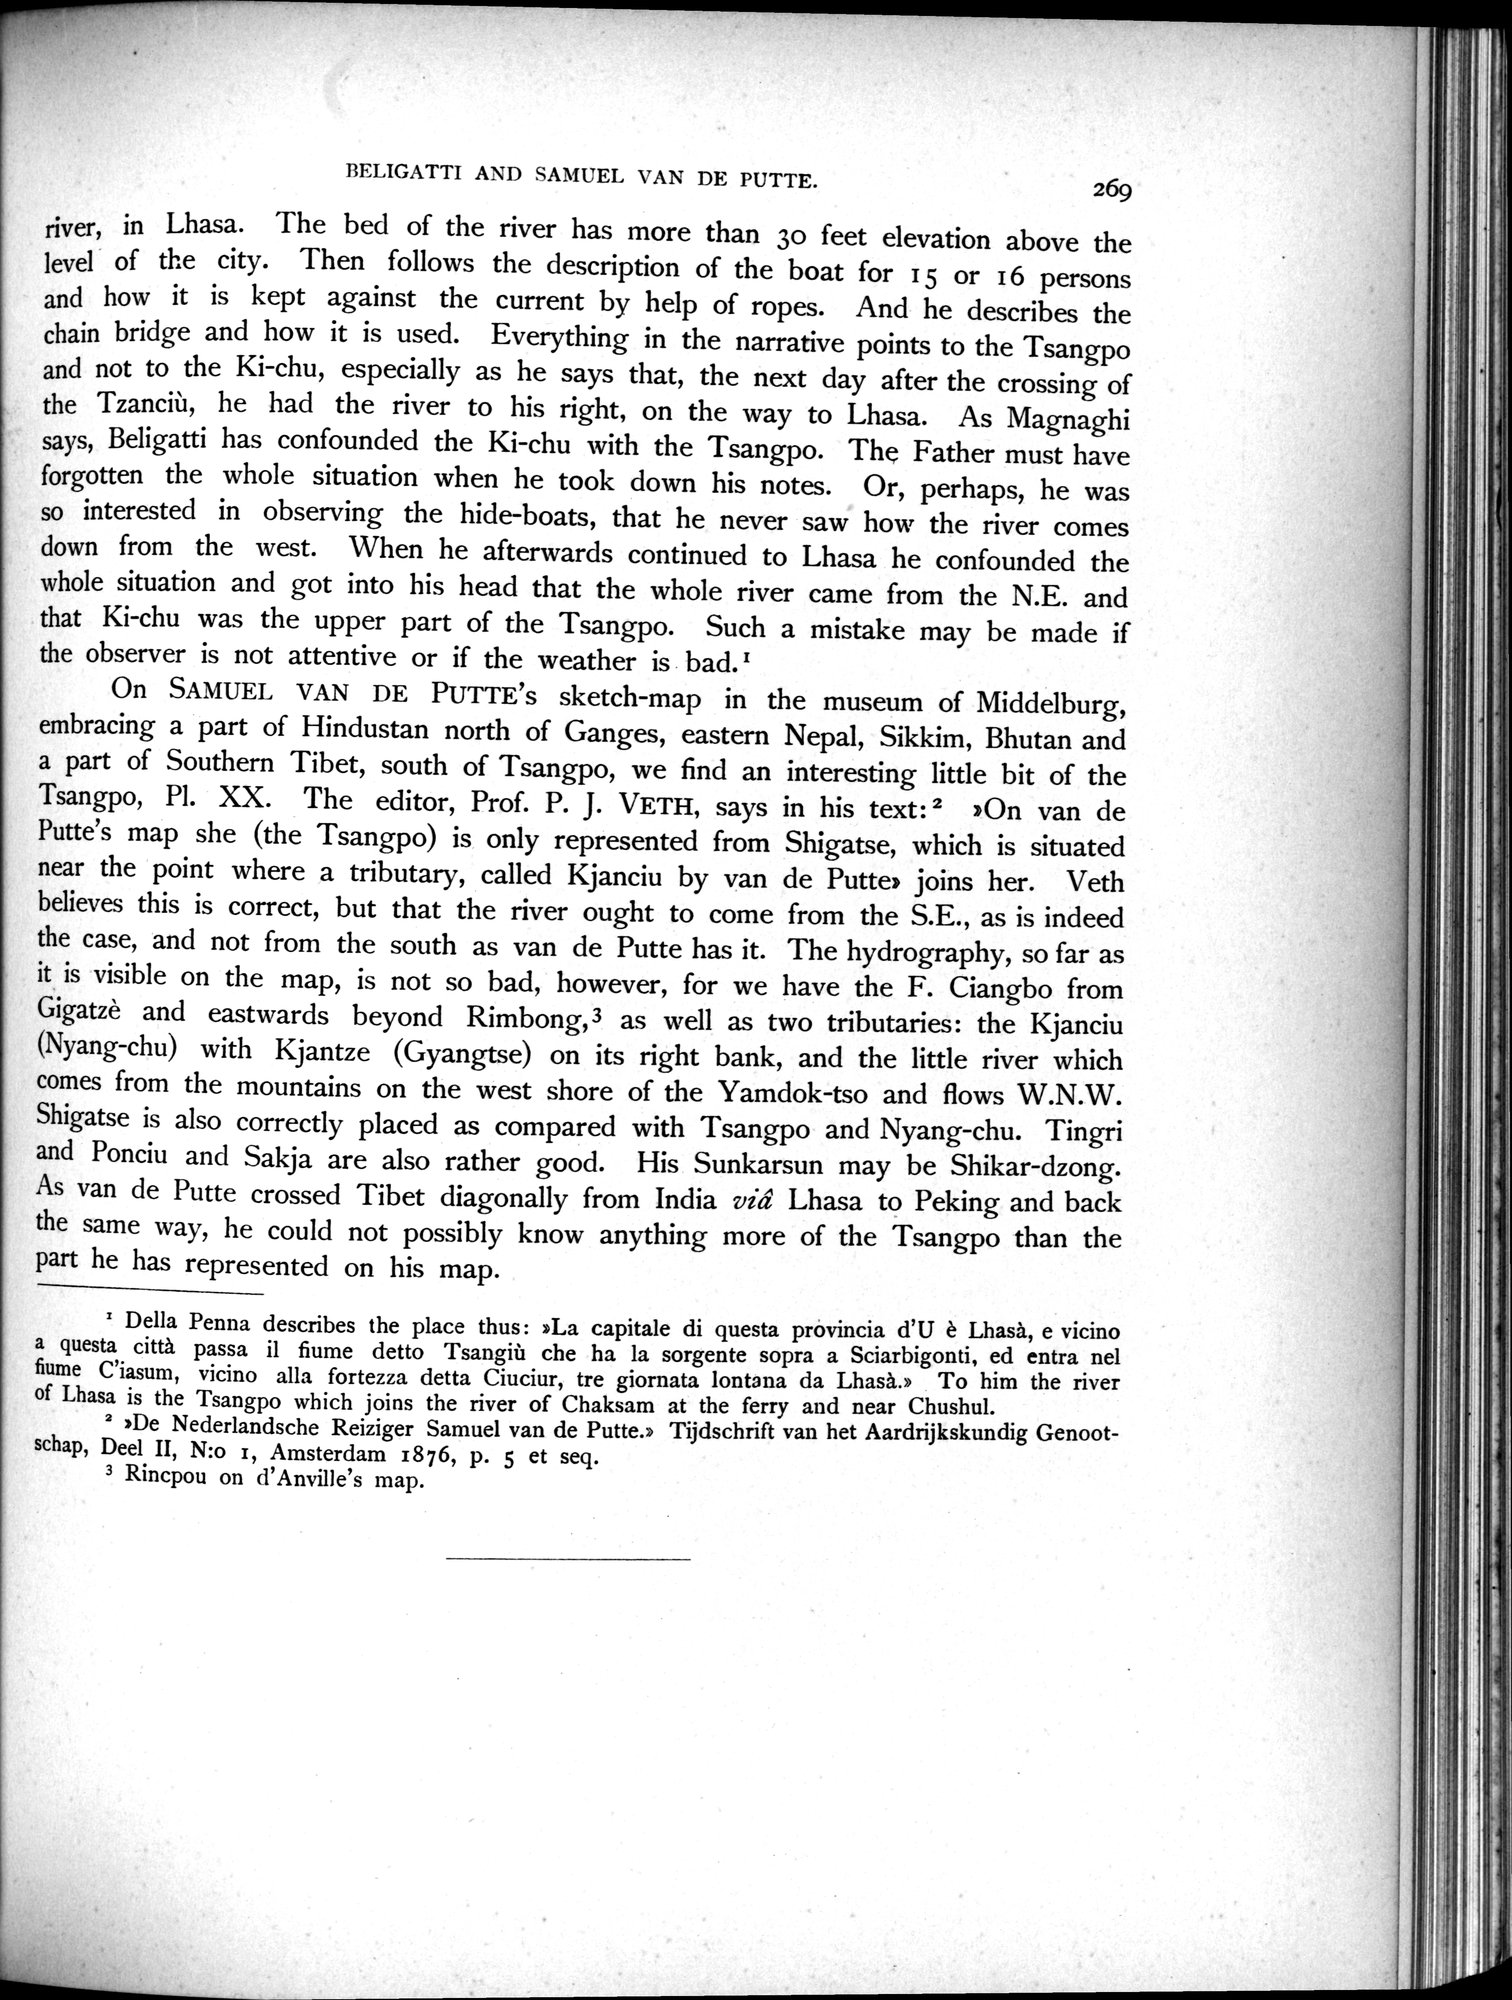 BELIGATTI AND SAMUEL VAN DE PUTTE.
269
river, in Lhasa. The bed of the river has more than 30 feet elevation above the
level of the city. Then follows the description of the boat for 15 or 16 persons
and how it is kept against the current by help of ropes. And he describes the
chain bridge and how it is used. Everything in the narrative points to the Tsangpo
and not to the Ki-chu, especially as he says that, the next day after the crossing of
the Tzanciù, he had the river to his right, on the way to Lhasa. As Magnaghi
says, Beligatti has confounded the Ki-chu with the Tsangpo. The Father must have
forgotten the whole situation when he took down his notes. Or, perhaps, he was
so interested in observing the hide-boats, that he never saw how the river comes
down from the west. When he afterwards continued to Lhasa he confounded the
whole situation and got into his head that the whole river came from the N.E. and
that Ki-chu was the upper part of the Tsangpo. Such a mistake may be made if
the observer is not attentive or if the weather is bad.¹
On SAMUEL VAN DE PUTTE's sketch-map in the museum of Middelburg,
embracing a part of Hindustan north of Ganges, eastern Nepal, Sikkim, Bhutan and
a part of Southern Tibet, south of Tsangpo, we find an interesting little bit of the
Tsangpo, Pl. XX. The editor, Prof. P. J. VETH, says in his text:² »On van de
Putte's map she (the Tsangpo) is only represented from Shigatse, which is situated
near the point where a tributary, called Kjanciu by van de Putte» joins her. Veth
believes this is correct, but that the river ought to come from the S.E., as is indeed
the case, and not from the south as van de Putte has it. The hydrography, so far as
it is visible on the map, is not so bad, however, for we have the F. Ciangbo from
Gigatzè and eastwards beyond Rimbong,³ as well as two tributaries: the Kjanciu
(Nyang-chu) with Kjantze (Gyangtse) on its right bank, and the little river which
comes from the mountains on the west shore of the Yamdok-tso and flows W.N.W.
Shigatse is also correctly placed as compared with Tsangpo and Nyang-chu. Tingri
and Ponciu and Sakja are also rather good. His Sunkarsun may be Shikar-dzong.
As van de Putte crossed Tibet diagonally from India viâ Lhasa to Peking and back
the same way, he could not possibly know anything more of the Tsangpo than the
part he has represented on his map.
¹ Della Penna describes the place thus: »La capitale di questa provincia d'U è Lhasà, e vicino
a questa città passa il fiume detto Tsangiù che ha la sorgente sopra a Sciarbigonti, ed entra nel
fiume C'iasum, vicino alla fortezza detta Ciuciur, tre giornata lontana da Lhasà.» To him the river
of Lhasa is the Tsangpo which joins the river of Chaksam at the ferry and near Chushul.
² »De Nederlandsche Reiziger Samuel van de Putte.» Tijdschrift van het Aardrijkskundig Genoot-
schap, Deel II, N:o 1, Amsterdam 1876, p. 5 et seq.
³ Rincpou on d'Anville's map.